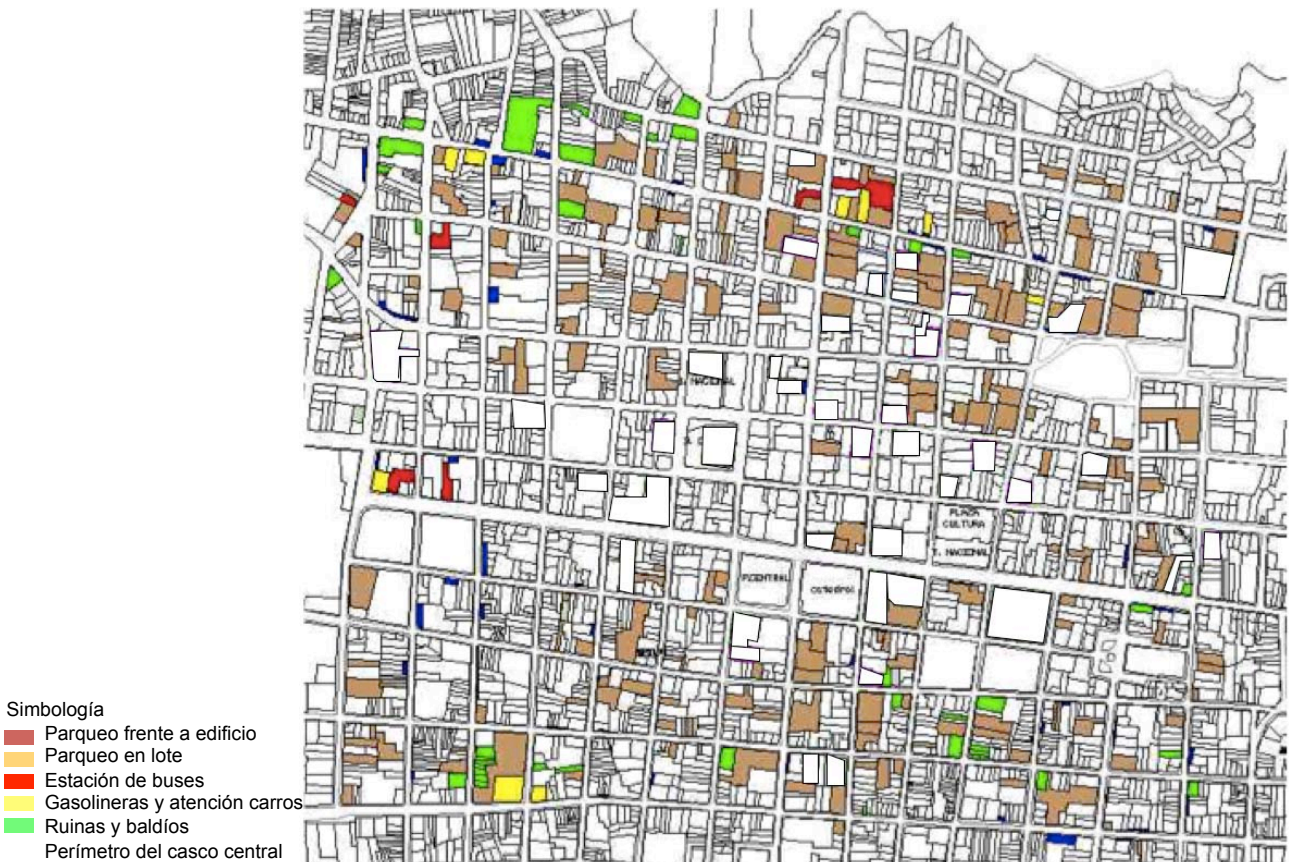 NACIONAL
PLAZA
CULTURA
T. NACIONAL
P.CENTRAL
catedral
Simbología
Parqueo frente a edificio
Parqueo en lote
Estación de buses
Gasolineras y atención carros
Ruinas y baldíos
Perímetro del casco central